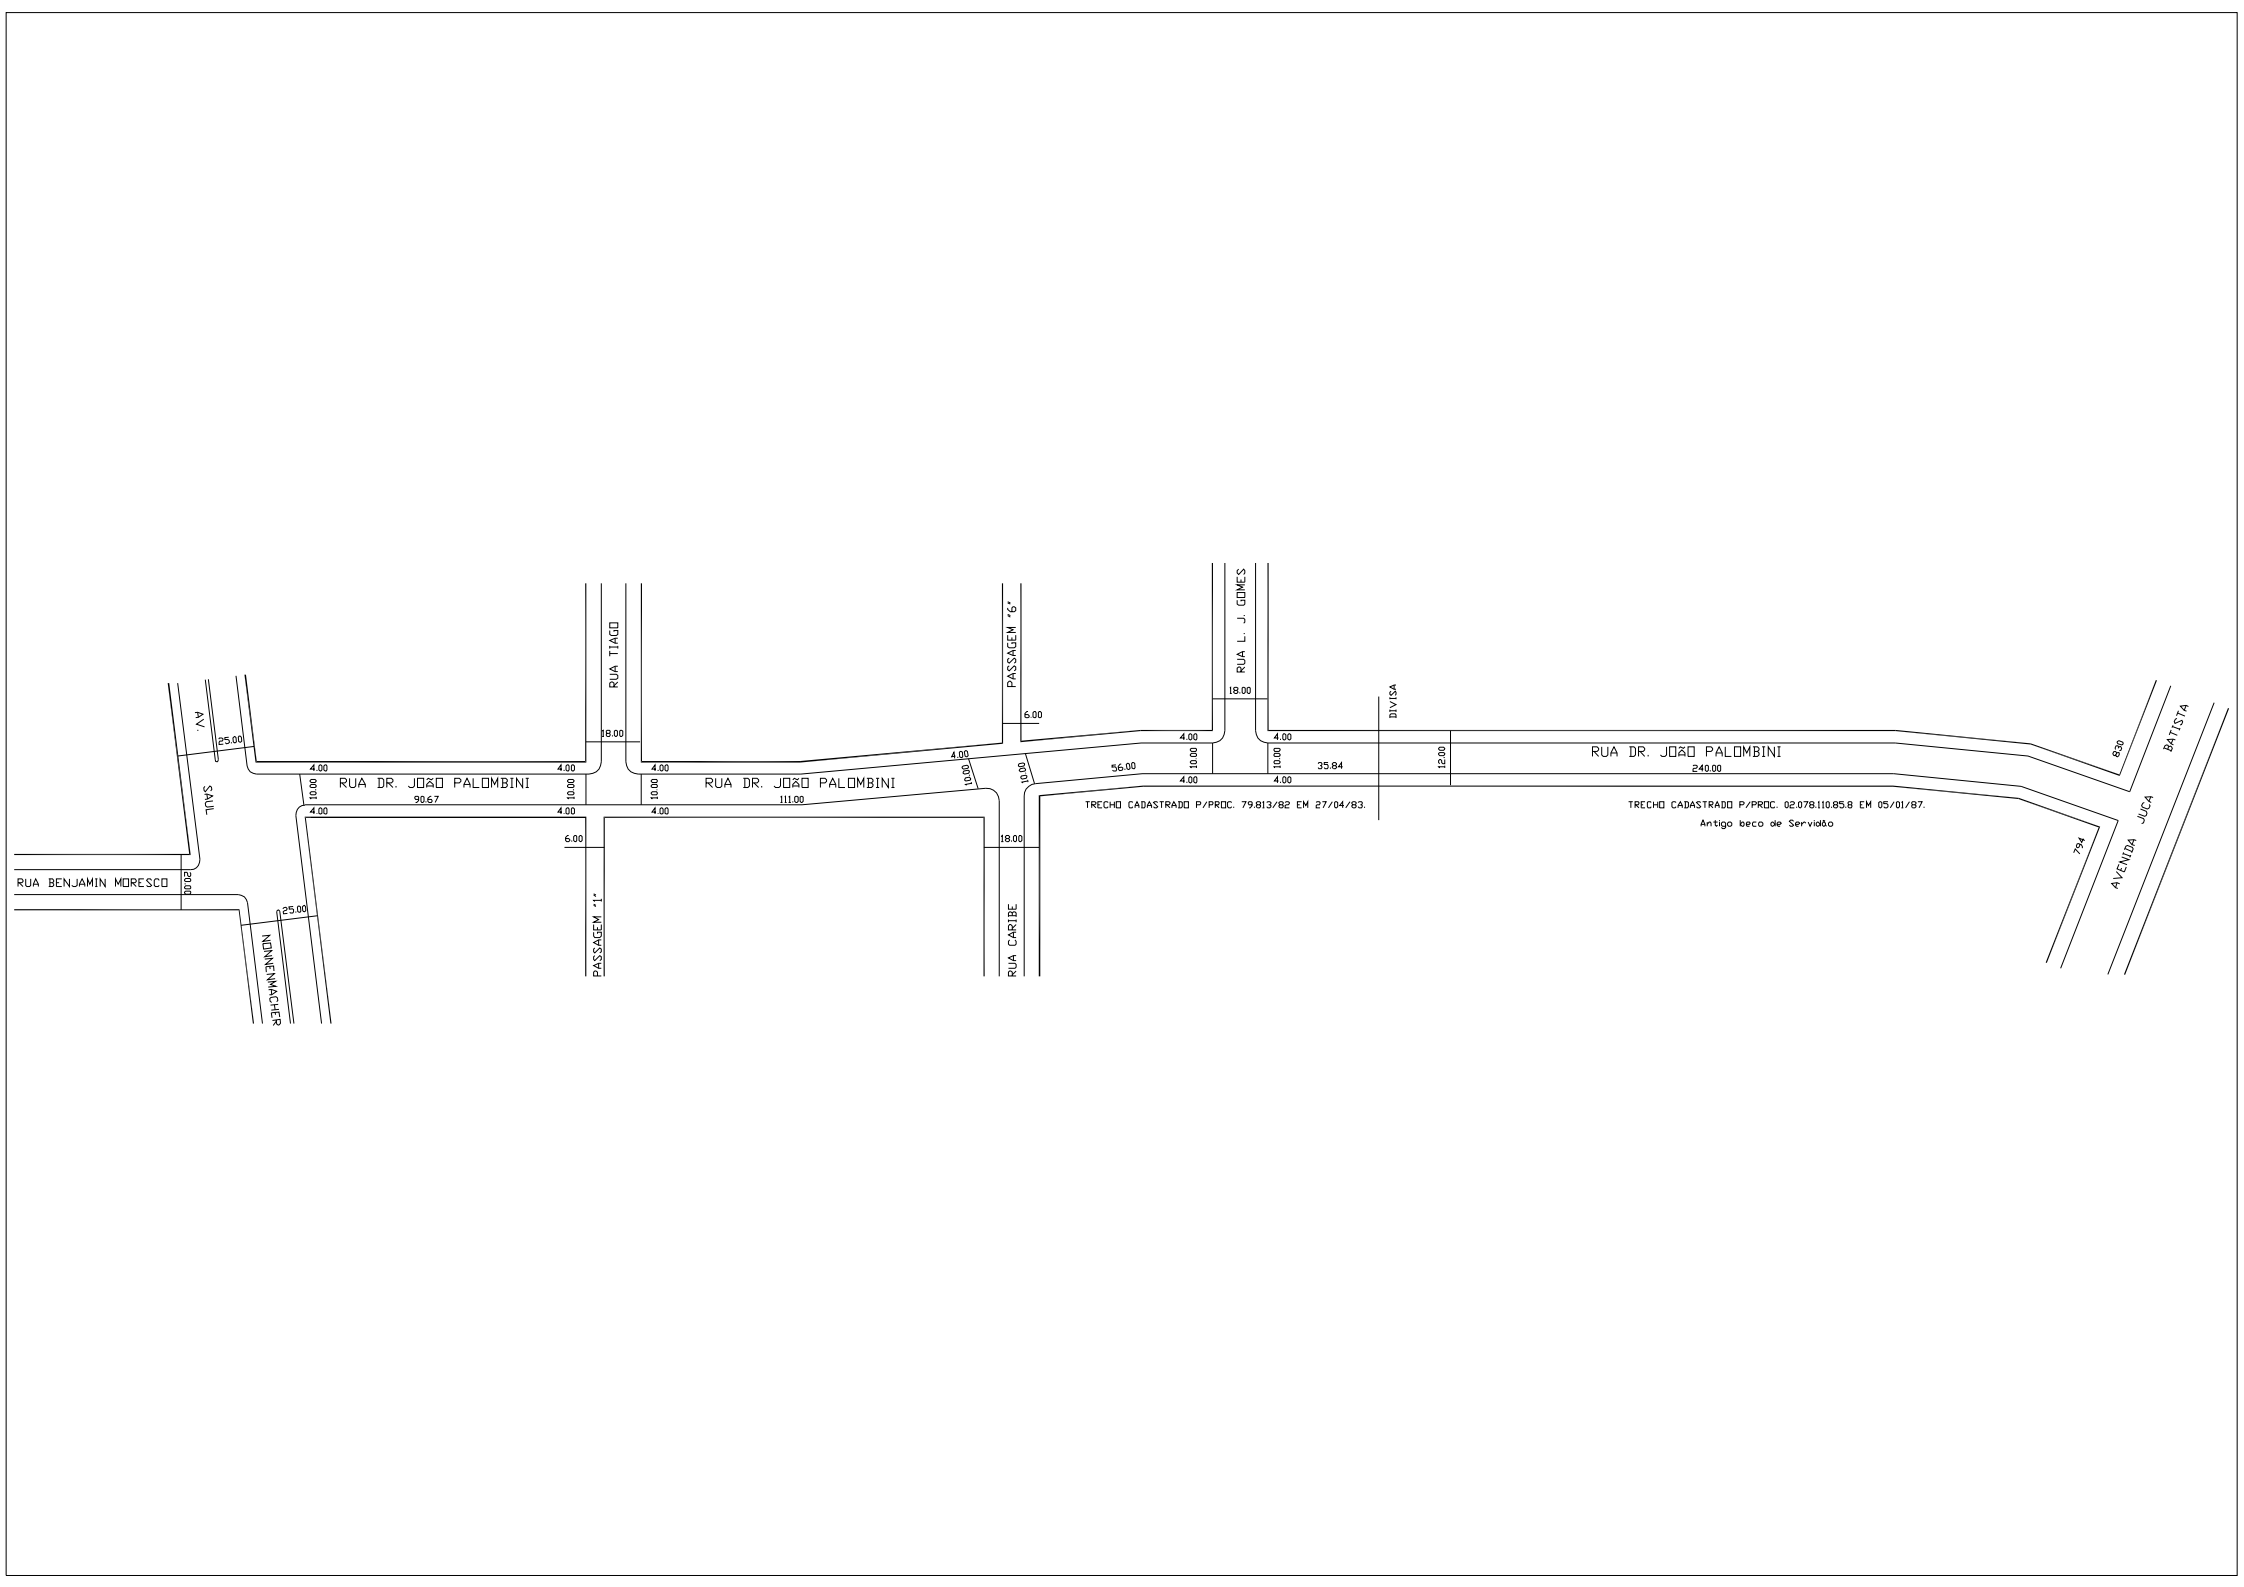 RUA L. J. GOMES
18.00
PASSAGEM "6"
6.00
RUA TIAGO
18.00
DIVISA
AV.
25.00
SAUL
4.00
4.00
4.00
4.00
4.00
4.00
RUA DR. JOÃO PALOMBINI
RUA DR. JOÃO PALOMBINI
RUA DR. JOÃO PALOMBINI
10.00
10.00
10.00
10.00
10.00
10.00
10.00
12.00
90.67
111.00
56.00
35.84
240.00
4.00
4.00
4.00
4.00
4.00
830
BATISTA
JUCA
AVENIDA
794
TRECHO CADASTRADO P/PROC. 79.813/82 EM 27/04/83.
TRECHO CADASTRADO P/PROC. 02.078.110.85.8 EM 05/01/87.
Antigo beco de Servidão
6.00
18.00
PASSAGEM "1"
RUA CARIBE
RUA BENJAMIN MORESCO
20.00
25.00
NONNENMACHER